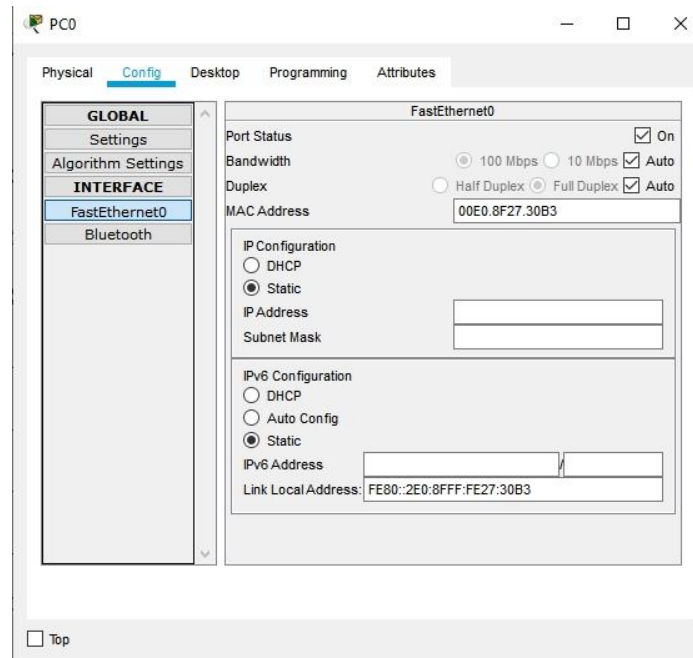 PC0
Physical Config Desktop Programming Attributes
GLOBAL
Settings
Algorithm Settings
INTERFACE
FastEthernet0
Bluetooth
FastEthernet0
Port Status On
Bandwidth 100 Mbps 10 Mbps Auto
Duplex Half Duplex Full Duplex Auto
MAC Address 00E0.8F27.30B3
IP Configuration
DHCP
Static
IP Address
Subnet Mask
IPv6 Configuration
DHCP
Auto Config
Static
IPv6 Address /
Link Local Address: FE80::2E0:8FFF:FE27:30B3
Top